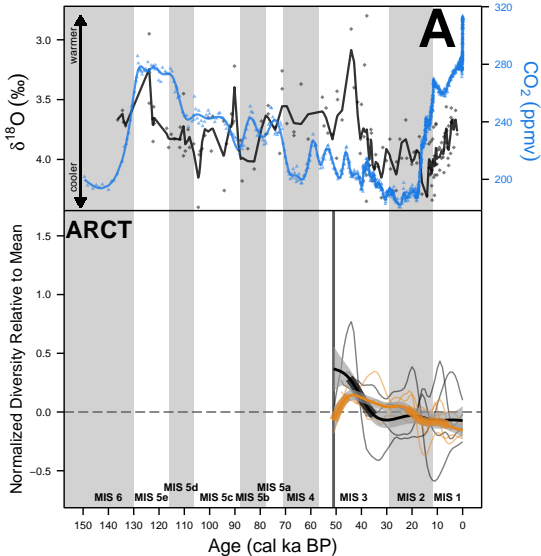 A
warmer
cooler
δ18O (‰)
3.0
3.5
4.0
CO2 (ppmv)
320
280
240
200
ARCT
Normalized Diversity Relative to Mean
1.5
1.0
0.5
0.0
−0.5
MIS 6
MIS 5e
MIS 5d
MIS 5c
MIS 5b
MIS 5a
MIS 4
MIS 3
MIS 2
MIS 1
150 140 130 120 110 100 90 80 70 60 50 40 30 20 10 0
Age (cal ka BP)